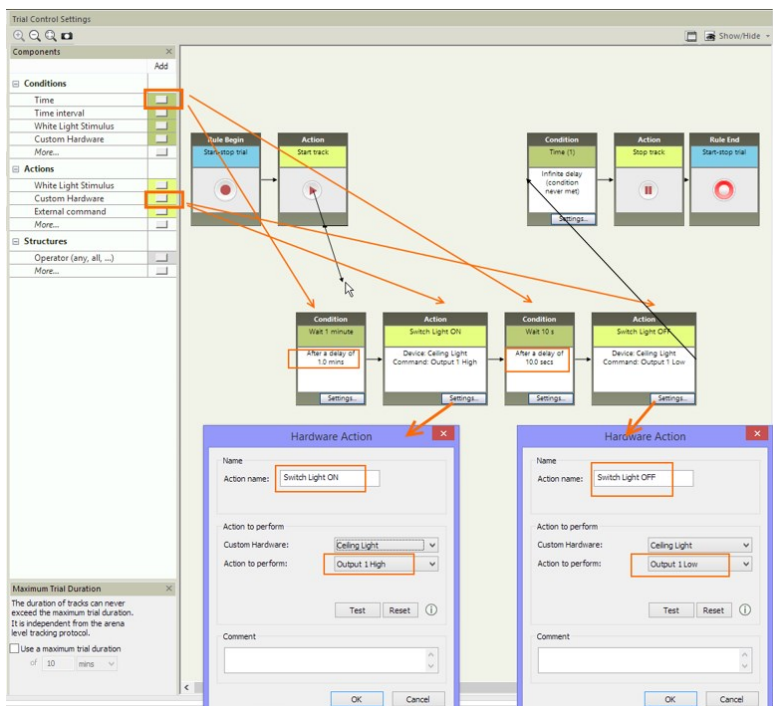 Trial Control Settings
Show/Hide
Components
Add
Conditions
Time
Time interval
White Light Stimulus
Custom Hardware
More...
Actions
White Light Stimulus
Custom Hardware
External command
More...
Structures
Operator (any, all, ...)
More...
Rule Begin
Start-stop trial
Action
Start track
Condition
Time (1)
Infinite delay
(condition
never met)
Settings...
Action
Stop track
Rule End
Start-stop trial
Condition
Wait 1 minute
After a delay of
1.0 mins
Settings...
Action
Switch Light ON
Device: Ceiling Light
Command: Output 1 High
Settings...
Condition
Wait 10 s
After a delay of
10.0 secs
Settings...
Action
Switch Light OFF
Device: Ceiling Light
Command: Output 1 Low
Settings...
Hardware Action
Name
Action name: Switch Light ON
Action to perform
Custom Hardware: Ceiling Light
Action to perform: Output 1 High
Test Reset
Comment
OK Cancel
Hardware Action
Name
Action name: Switch Light OFF
Action to perform
Custom Hardware: Ceiling Light
Action to perform: Output 1 Low
Test Reset
Comment
OK Cancel
Maximum Trial Duration
The duration of tracks can never
exceed the maximum trial duration.
It is independent from the arena
level tracking protocol.
Use a maximum trial duration
of 10 mins